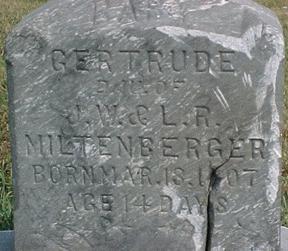 GERTRUDE
DAU. OF
J. W. & L. R.
MILTENBERGER
BORN MAR. 18. 1907
AGE 14 DAYS